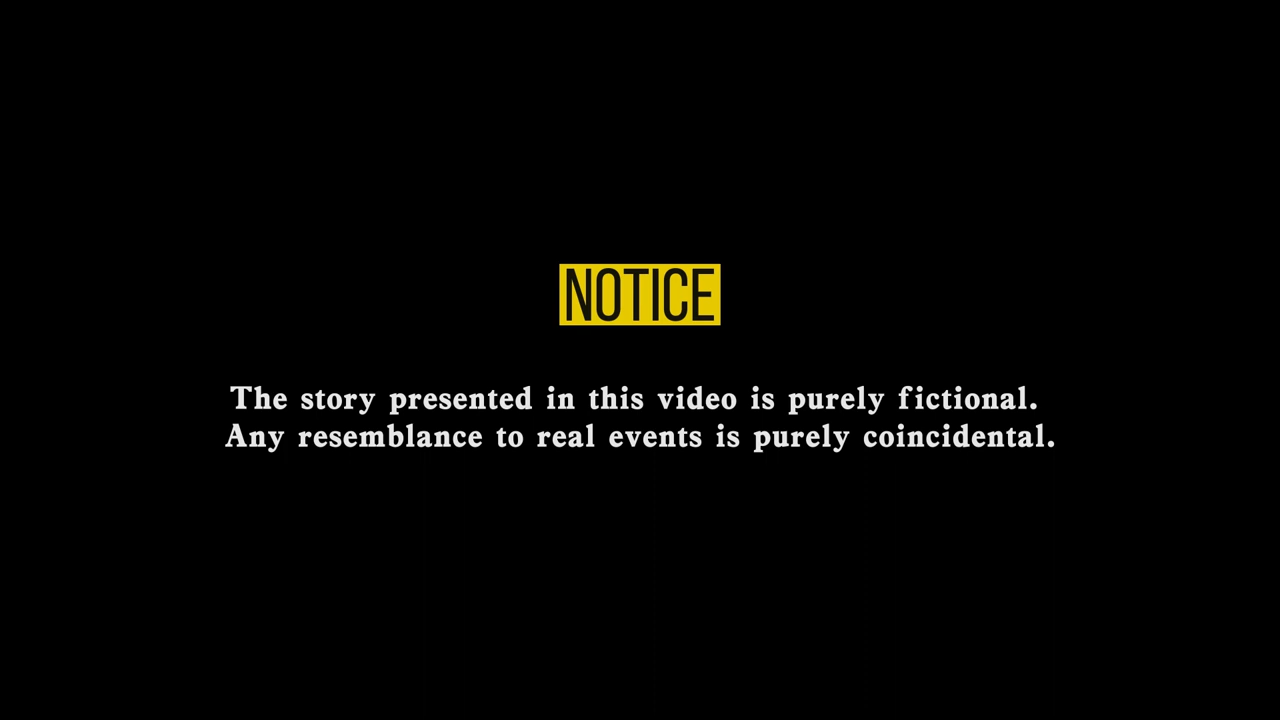 NOTICE
The story presented in this video is purely fictional.
Any resemblance to real events is purely coincidental.